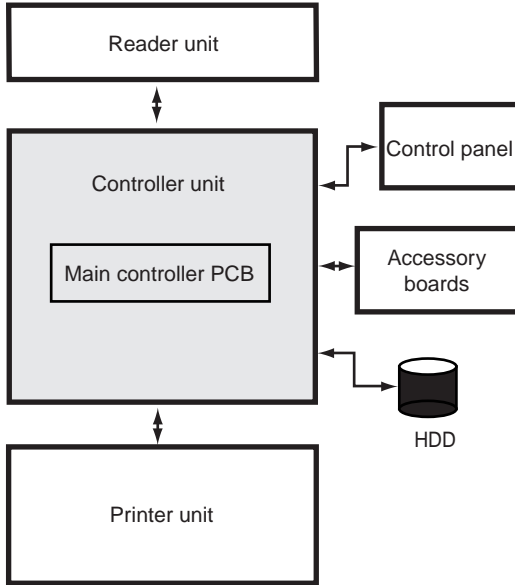 Reader unit
Controller unit
Main controller PCB
Control panel
Accessory
boards
HDD
Printer unit